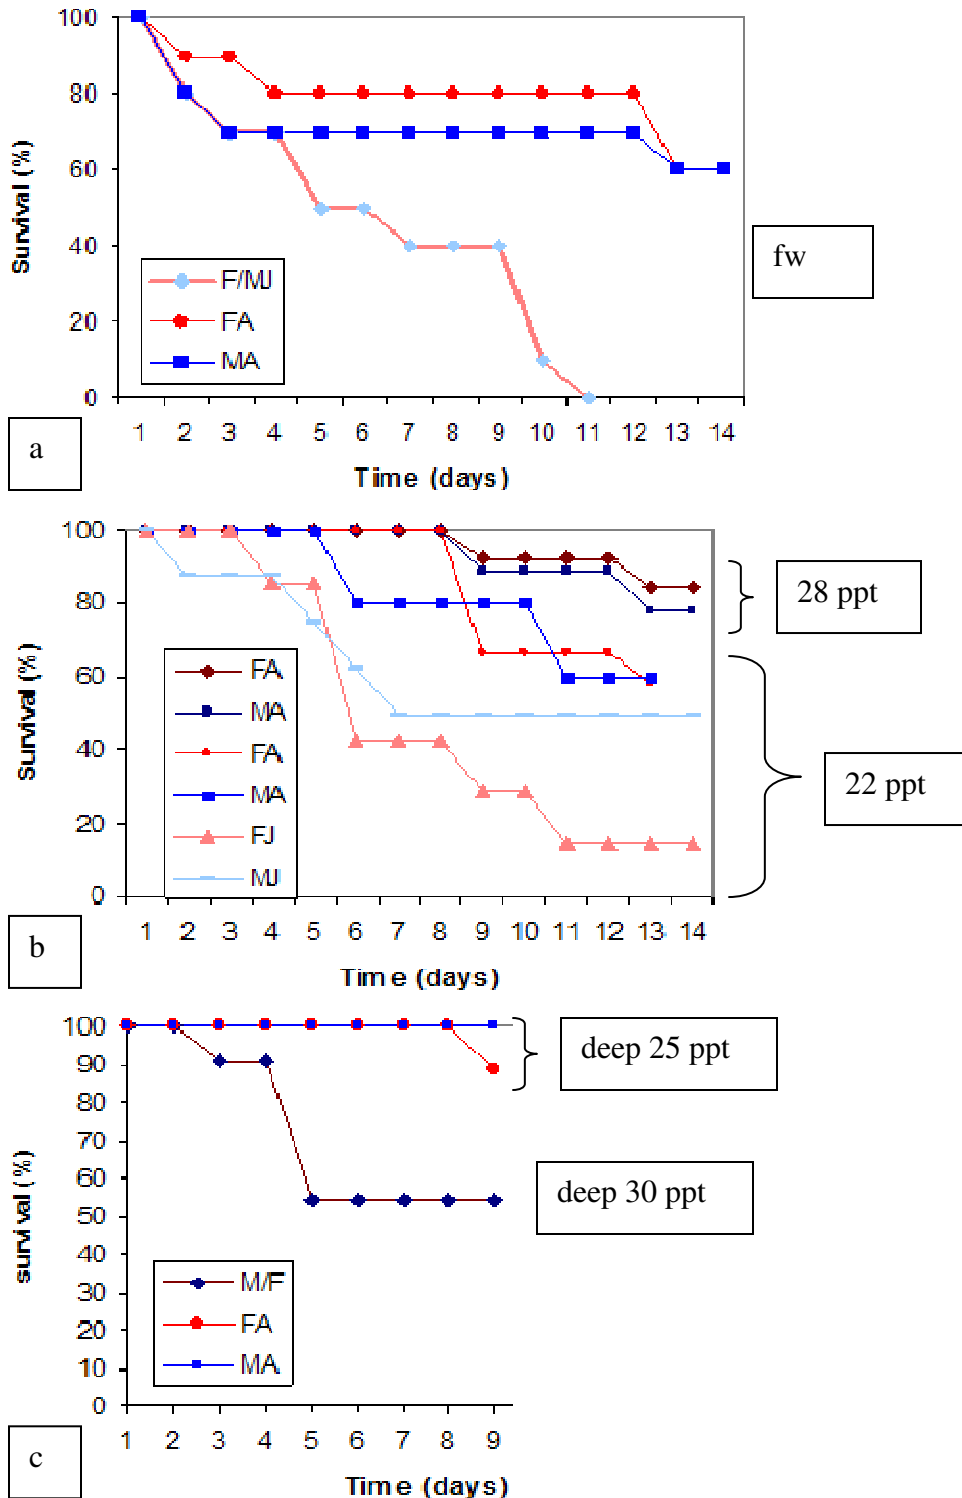 100
80
60
40
20
0
Survival (%)
F/MJ
FA
MA
fw
a
1 2 3 4 5 6 7 8 9 10 11 12 13 14
Time (days)
100
80
60
40
20
0
Survival (%)
FA
MA
FA
MA
FJ
MJ
28 ppt
22 ppt
b
1 2 3 4 5 6 7 8 9 10 11 12 13 14
Time (days)
100
90
80
70
60
50
40
30
20
10
0
survival (%)
deep 25 ppt
deep 30 ppt
M/F
FA
MA
c
1 2 3 4 5 6 7 8 9
Time (days)